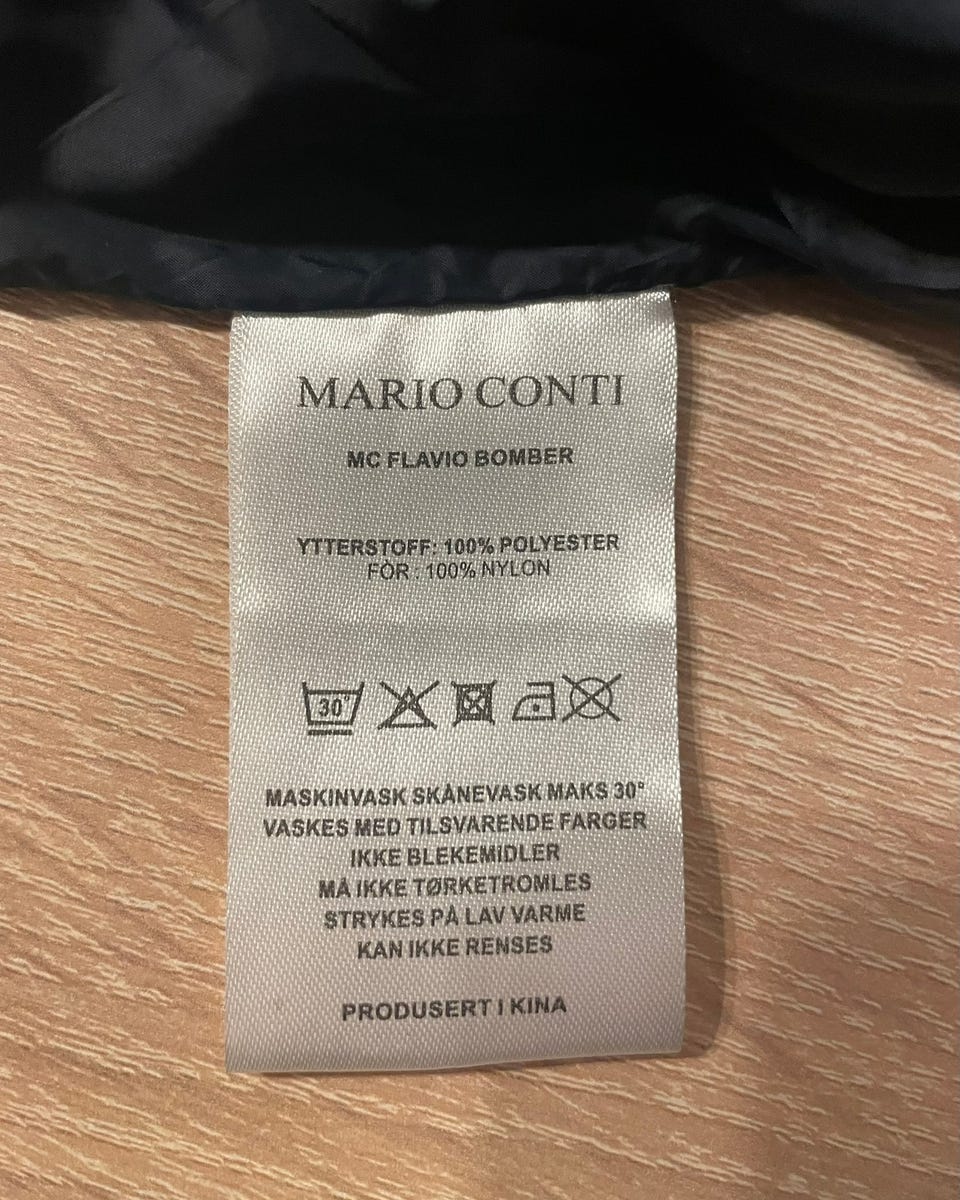 MARIO CONTI
MC FLAVIO BOMBER
YTTERSTOFF: 100% POLYESTER
FÒR : 100% NYLON
30°
MASKINVASK SKÅNEVASK MAKS 30°
VASKES MED TILSVARENDE FARGER
IKKE BLEKEMIDLER
MÅ IKKE TØRKETROMLES
STRYKES PÅ LAV VARME
KAN IKKE RENSES
PRODUSERT I KINA